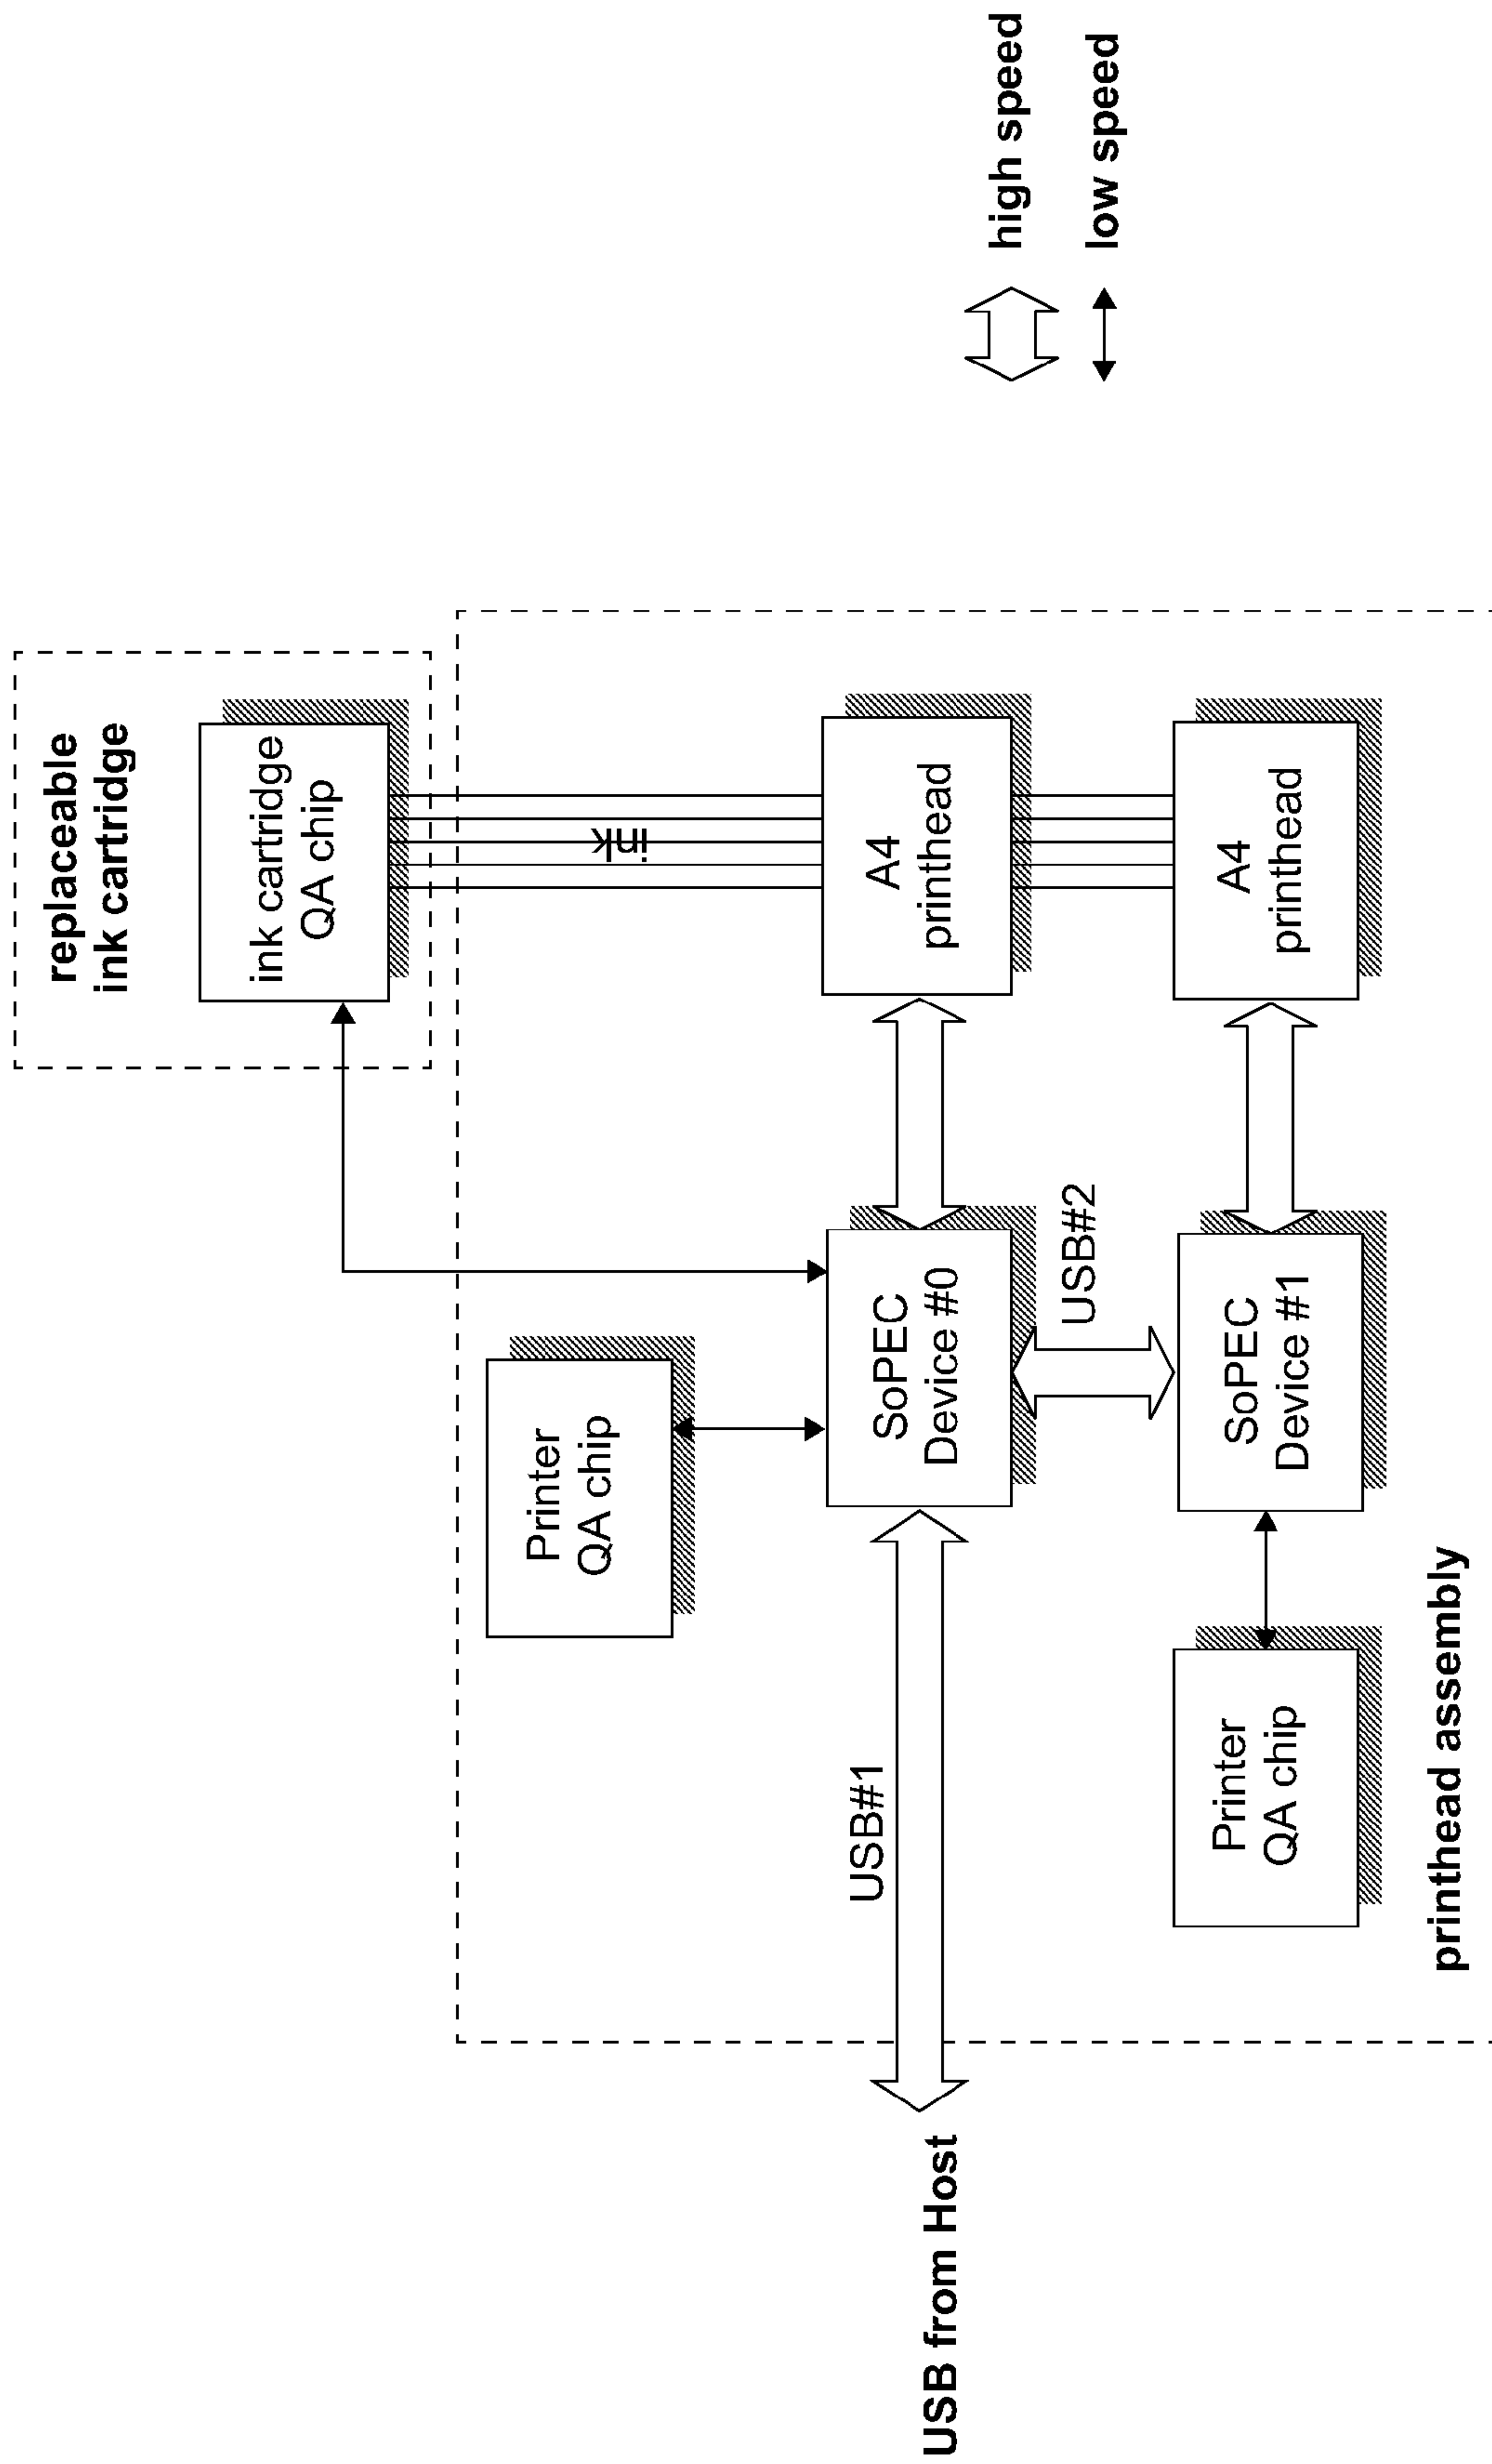 replaceable
ink cartridge
ink cartridge
QA chip
ink
Printer
QA chip
A4
printhead
SoPEC
Device #0
USB#1
USB from Host
USB#2
A4
printhead
SoPEC
Device #1
Printer
QA chip
printhead assembly
high speed
low speed